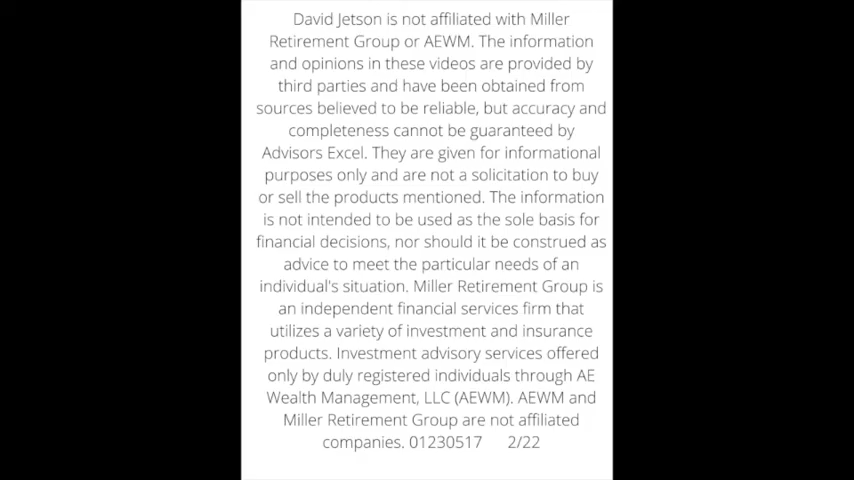 David Jetson is not affiliated with Miller
Retirement Group or AEWM. The information
and opinions in these videos are provided by
third parties and have been obtained from
sources believed to be reliable, but accuracy and
completeness cannot be guaranteed by
Advisors Excel. They are given for informational
purposes only and are not a solicitation to buy
or sell the products mentioned. The information
is not intended to be used as the sole basis for
financial decisions, nor should it be construed as
advice to meet the particular needs of an
individual's situation. Miller Retirement Group is
an independent financial services firm that
utilizes a variety of investment and insurance
products. Investment advisory services offered
only by duly registered individuals through AE
Wealth Management, LLC (AEWM). AEWM and
Miller Retirement Group are not affiliated
companies. 01230517 2/22